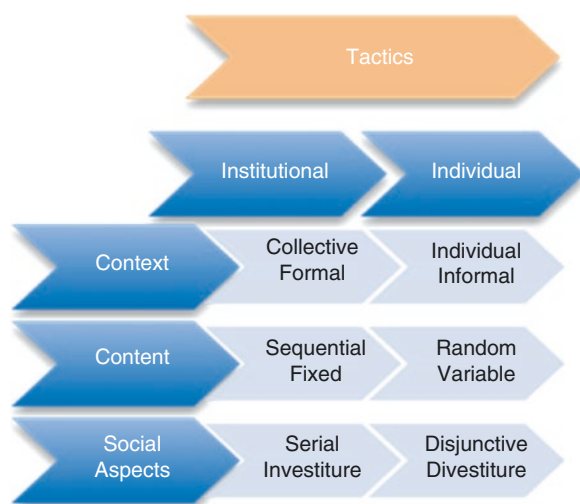 Tactics
Institutional
Individual
Context
Collective
Formal
Individual
Informal
Content
Sequential
Fixed
Random
Variable
Social
Aspects
Serial
Investiture
Disjunctive
Divestiture